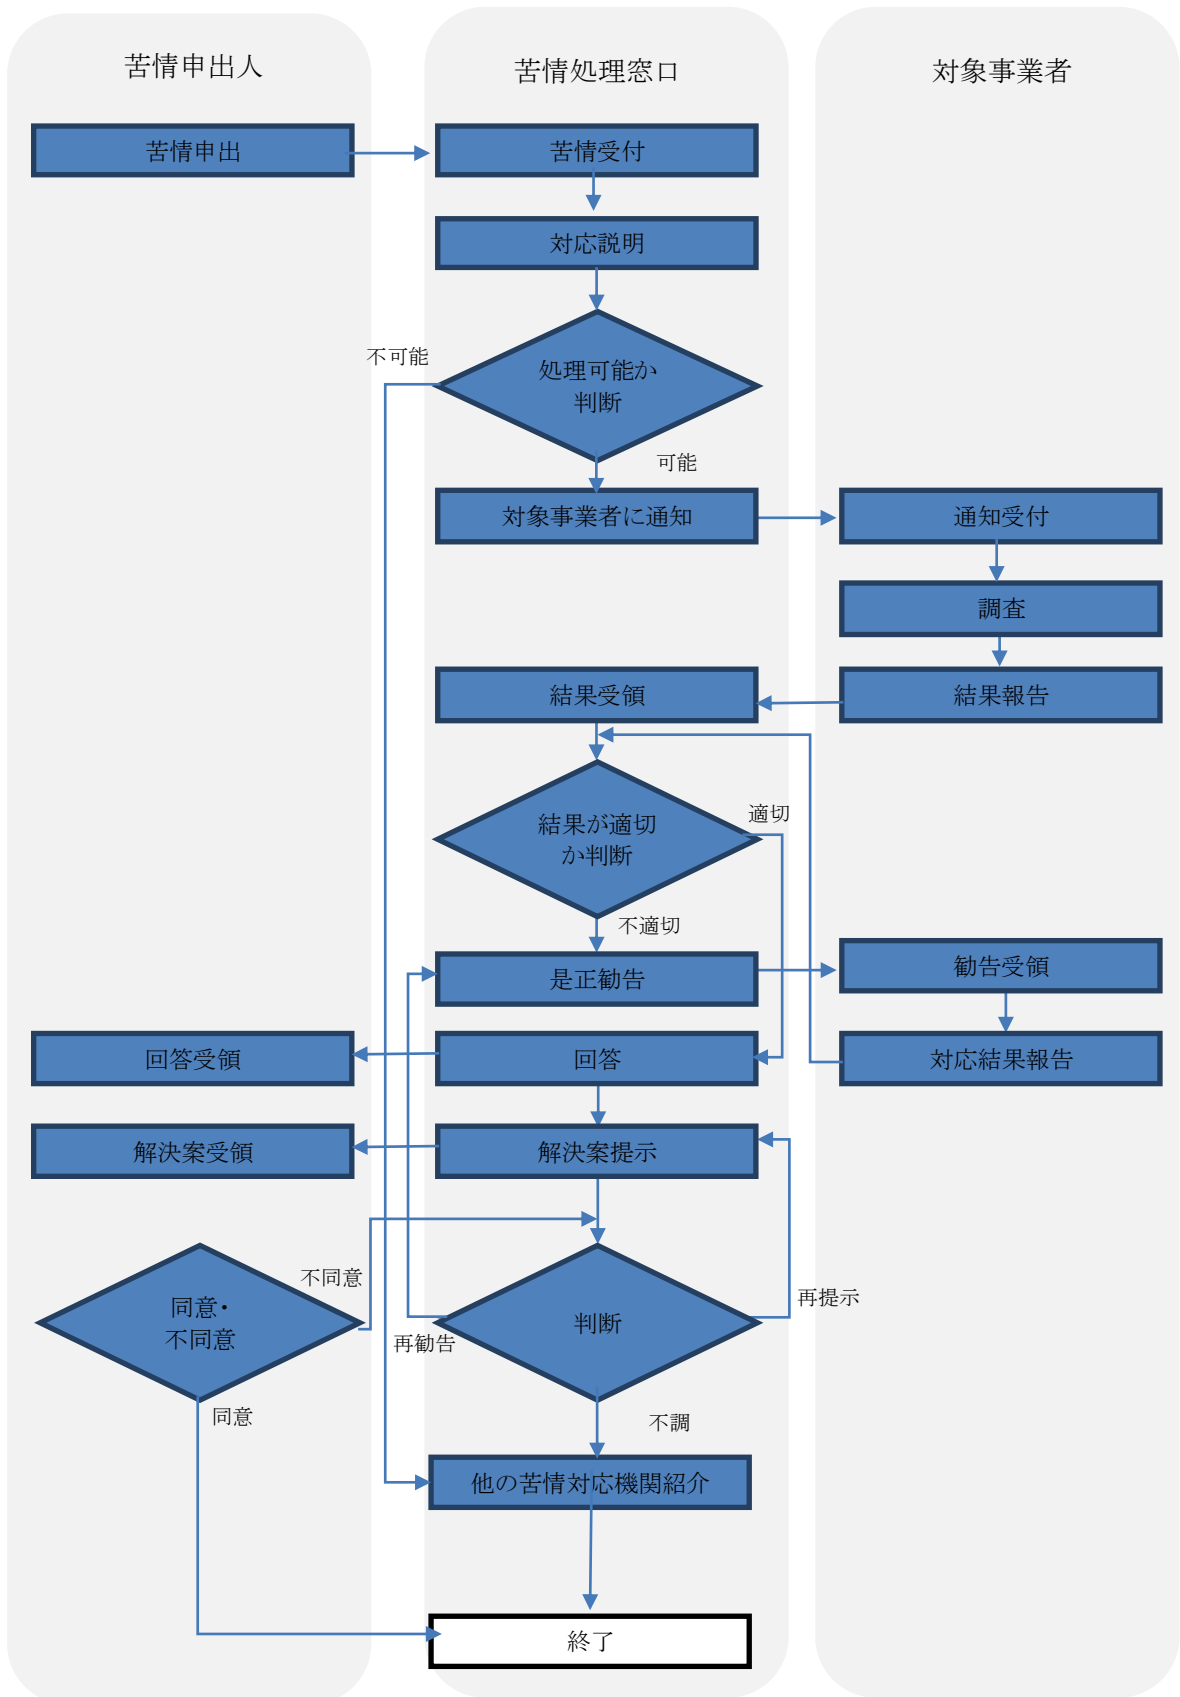 苦情申出人
苦情処理窓口
対象事業者
苦情申出
苦情受付
対応説明
不可能
処理可能か
判断
可能
対象事業者に通知
通知受付
調査
結果受領
結果報告
適切
結果が適切
か判断
不適切
是正勧告
勧告受領
回答受領
回答
対応結果報告
解決案受領
解決案提示
不同意
同意・
不同意
再勧告
判断
再提示
同意
不調
他の苦情対応機関紹介
終了